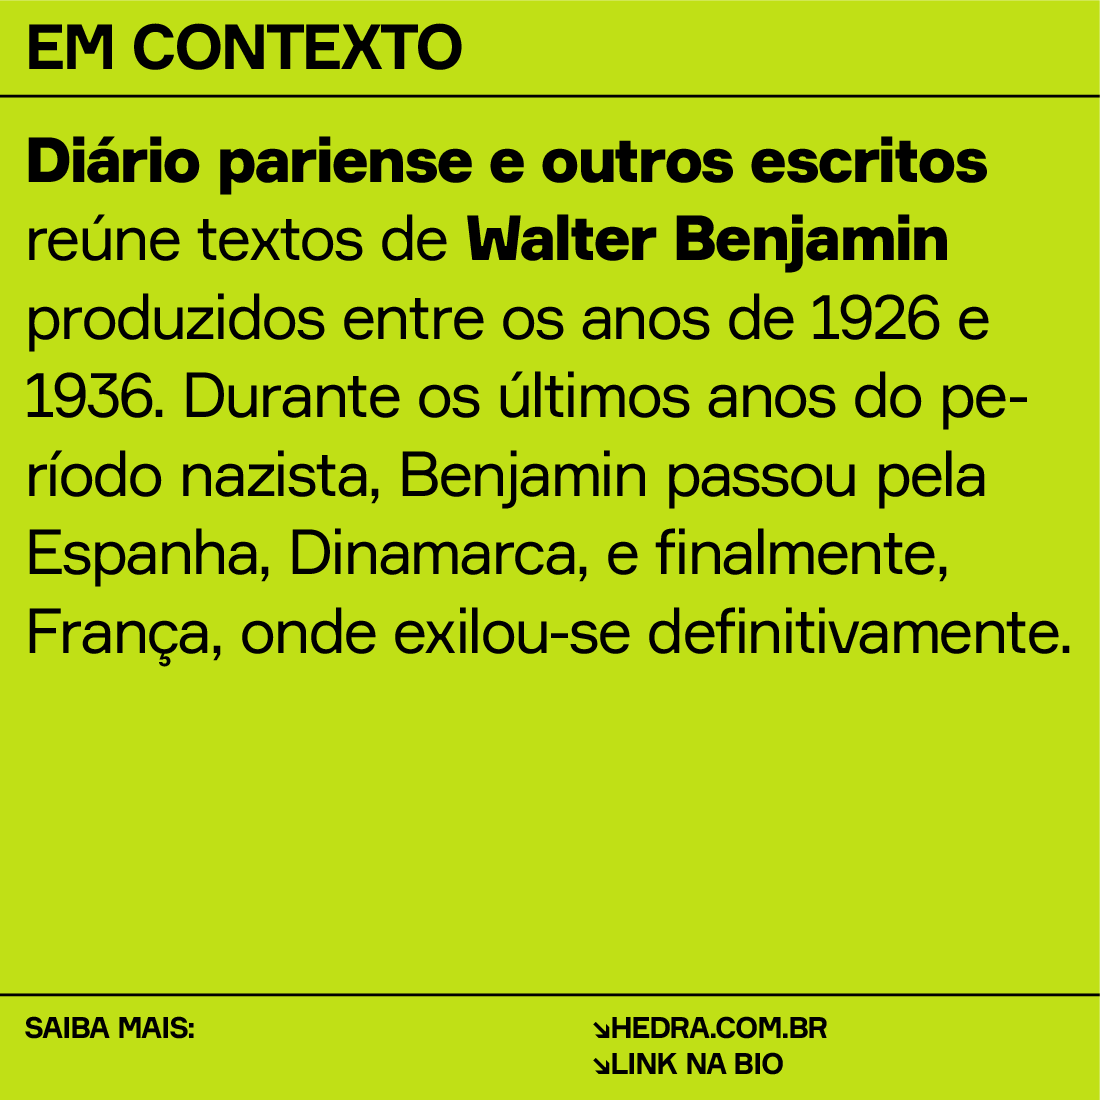 EM CONTEXTO
Diário pariense e outros escritos
reúne textos de Walter Benjamin
produzidos entre os anos de 1926 e
1936. Durante os últimos anos do pe-
ríodo nazista, Benjamin passou pela
Espanha, Dinamarca, e finalmente,
França, onde exilou-se definitivamente.
SAIBA MAIS:
↘HEDRA.COM.BR
↘LINK NA BIO